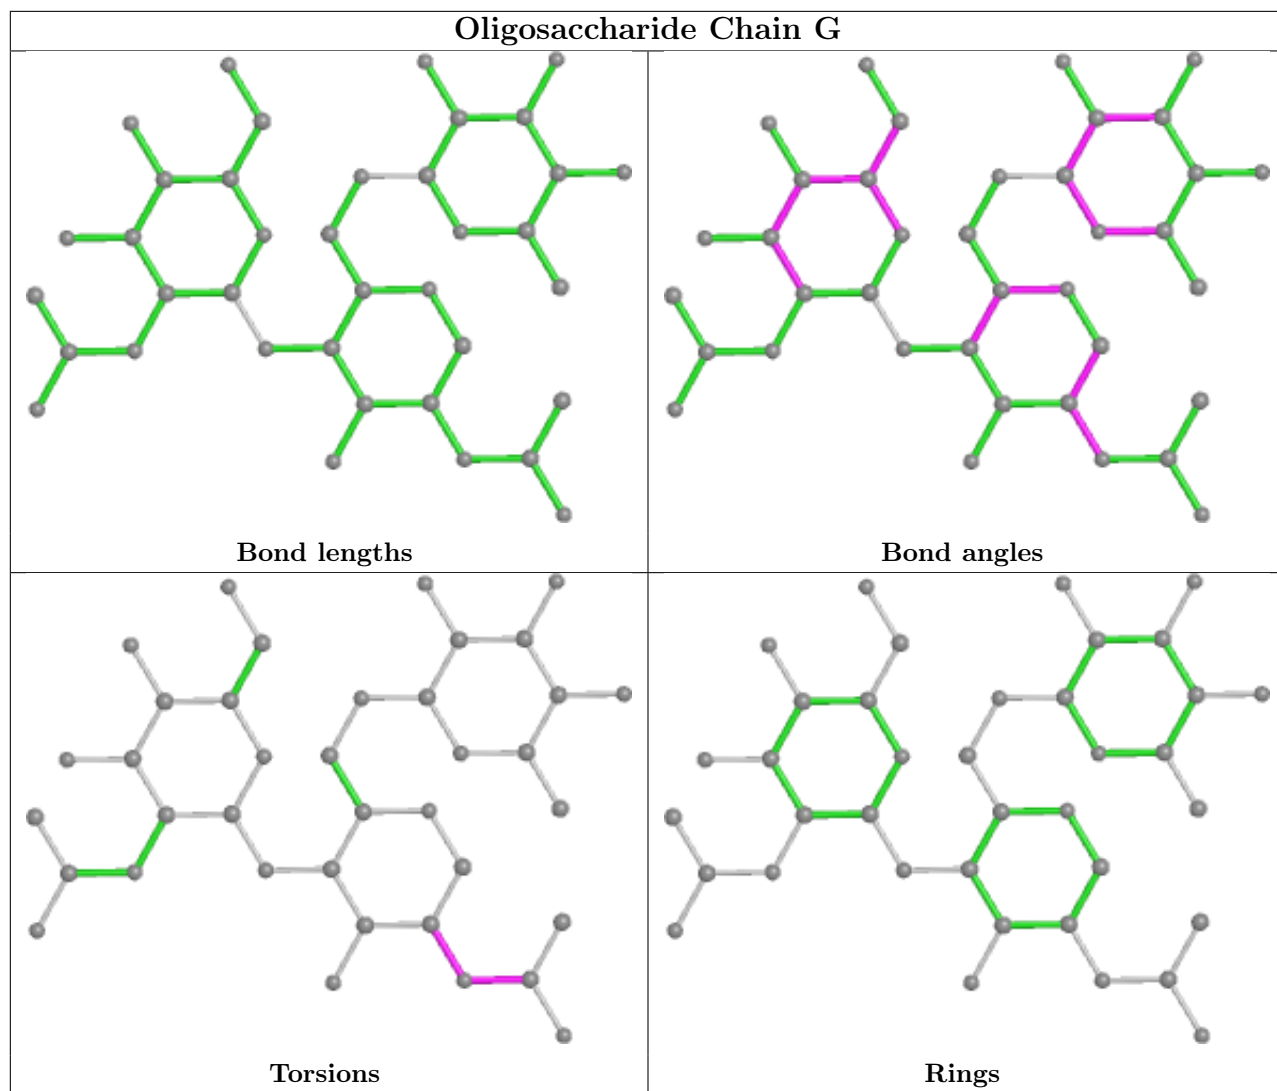 Oligosaccharide Chain G
Bond lengths
Bond angles
Torsions
Rings